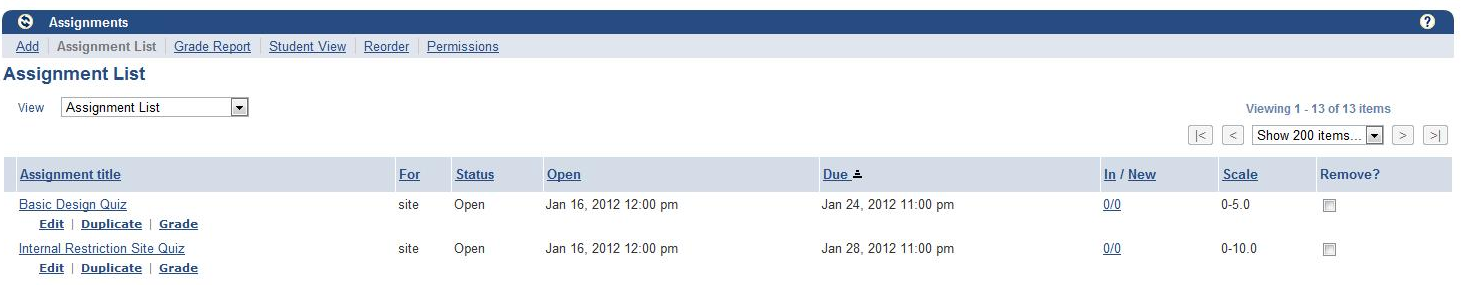 Assignments ?
Add Assignment List Grade Report Student View Reorder Permissions
Assignment List
View Assignment List
Viewing 1 - 13 of 13 items
|< < Show 200 items... > >|
Assignment title For Status Open Due In / New Scale Remove?
Basic Design Quiz site Open Jan 16, 2012 12:00 pm Jan 24, 2012 11:00 pm 0/0 0-5.0
Edit | Duplicate | Grade
Internal Restriction Site Quiz site Open Jan 16, 2012 12:00 pm Jan 28, 2012 11:00 pm 0/0 0-10.0
Edit | Duplicate | Grade